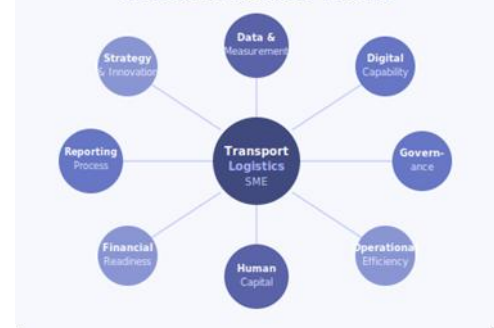 Data &
Measurement
Strategy
& Innovation
Digital
Capability
Transport
Logistics
SME
Reporting
Process
Govern-
ance
Financial
Readiness
Operational
Efficiency
Human
Capital